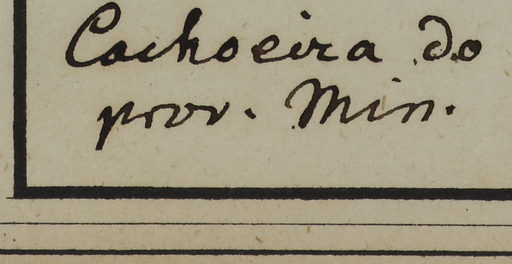 Cachoeira do
prov. Min.